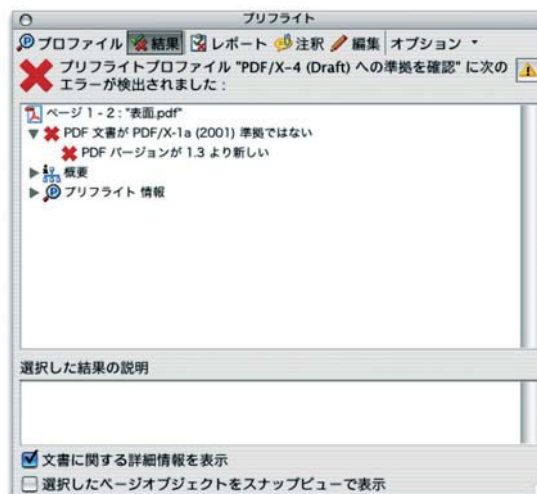 プリフライト
プロファイル 結果 レポート 注釈 編集 オプション
プリフライトプロファイル "PDF/X-4 (Draft) への準拠を確認" に次の
エラーが検出されました :
ページ 1 - 2 : "表面.pdf"
PDF 文書が PDF/X-1a (2001) 準拠ではない
PDF バージョンが 1.3 より新しい
概要
プリフライト 情報
選択した結果の説明
文書に関する詳細情報を表示
選択したページオブジェクトをスナップビューで表示